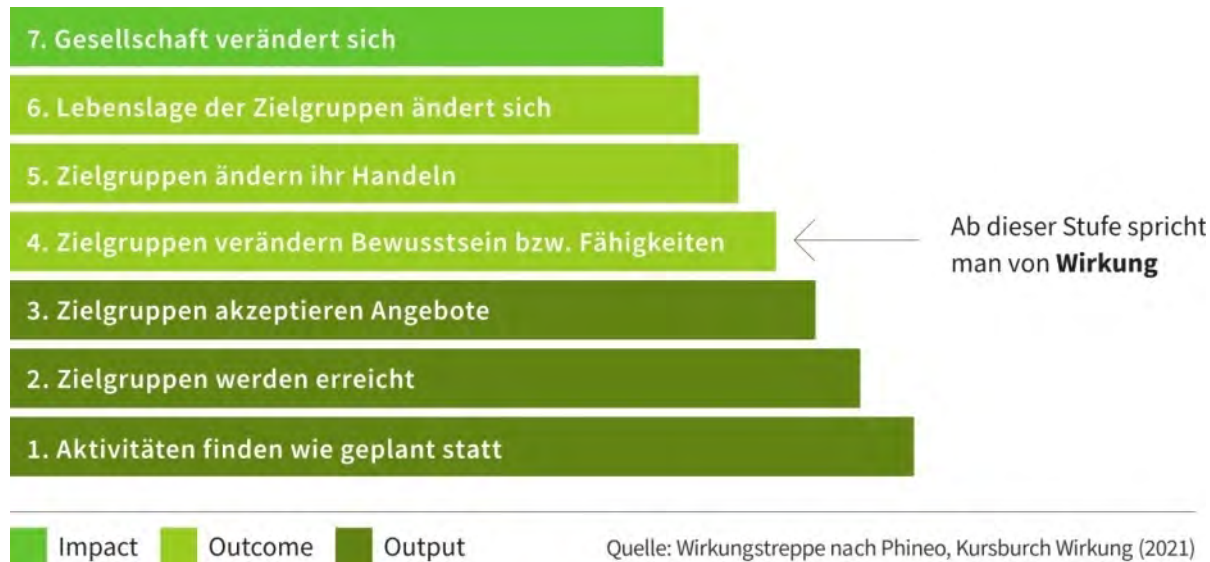 7. Gesellschaft verändert sich
6. Lebenslage der Zielgruppen ändert sich
5. Zielgruppen ändern ihr Handeln
4. Zielgruppen verändern Bewusstsein bzw. Fähigkeiten
Ab dieser Stufe spricht
man von Wirkung
3. Zielgruppen akzeptieren Angebote
2. Zielgruppen werden erreicht
1. Aktivitäten finden wie geplant statt
Impact Outcome Output Quelle: Wirkungstreppe nach Phineo, Kursburch Wirkung (2021)